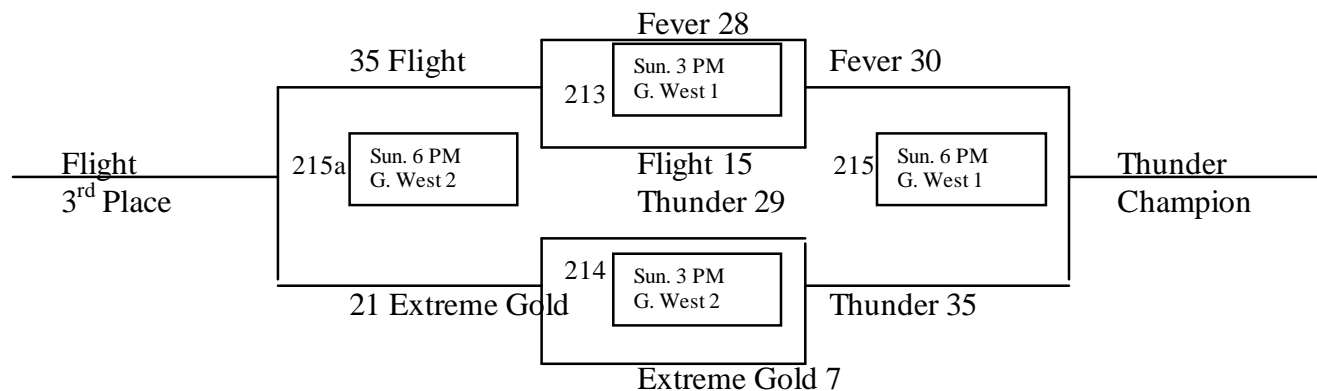 Fever 28
35 Flight
Sun. 3 PM
G. West 1
213
Fever 30
Flight
3rd Place
215a
Sun. 6 PM
G. West 2
Flight 15
Thunder 29
215
Sun. 6 PM
G. West 1
Thunder
Champion
214
Sun. 3 PM
G. West 2
21 Extreme Gold
Thunder 35
Extreme Gold 7